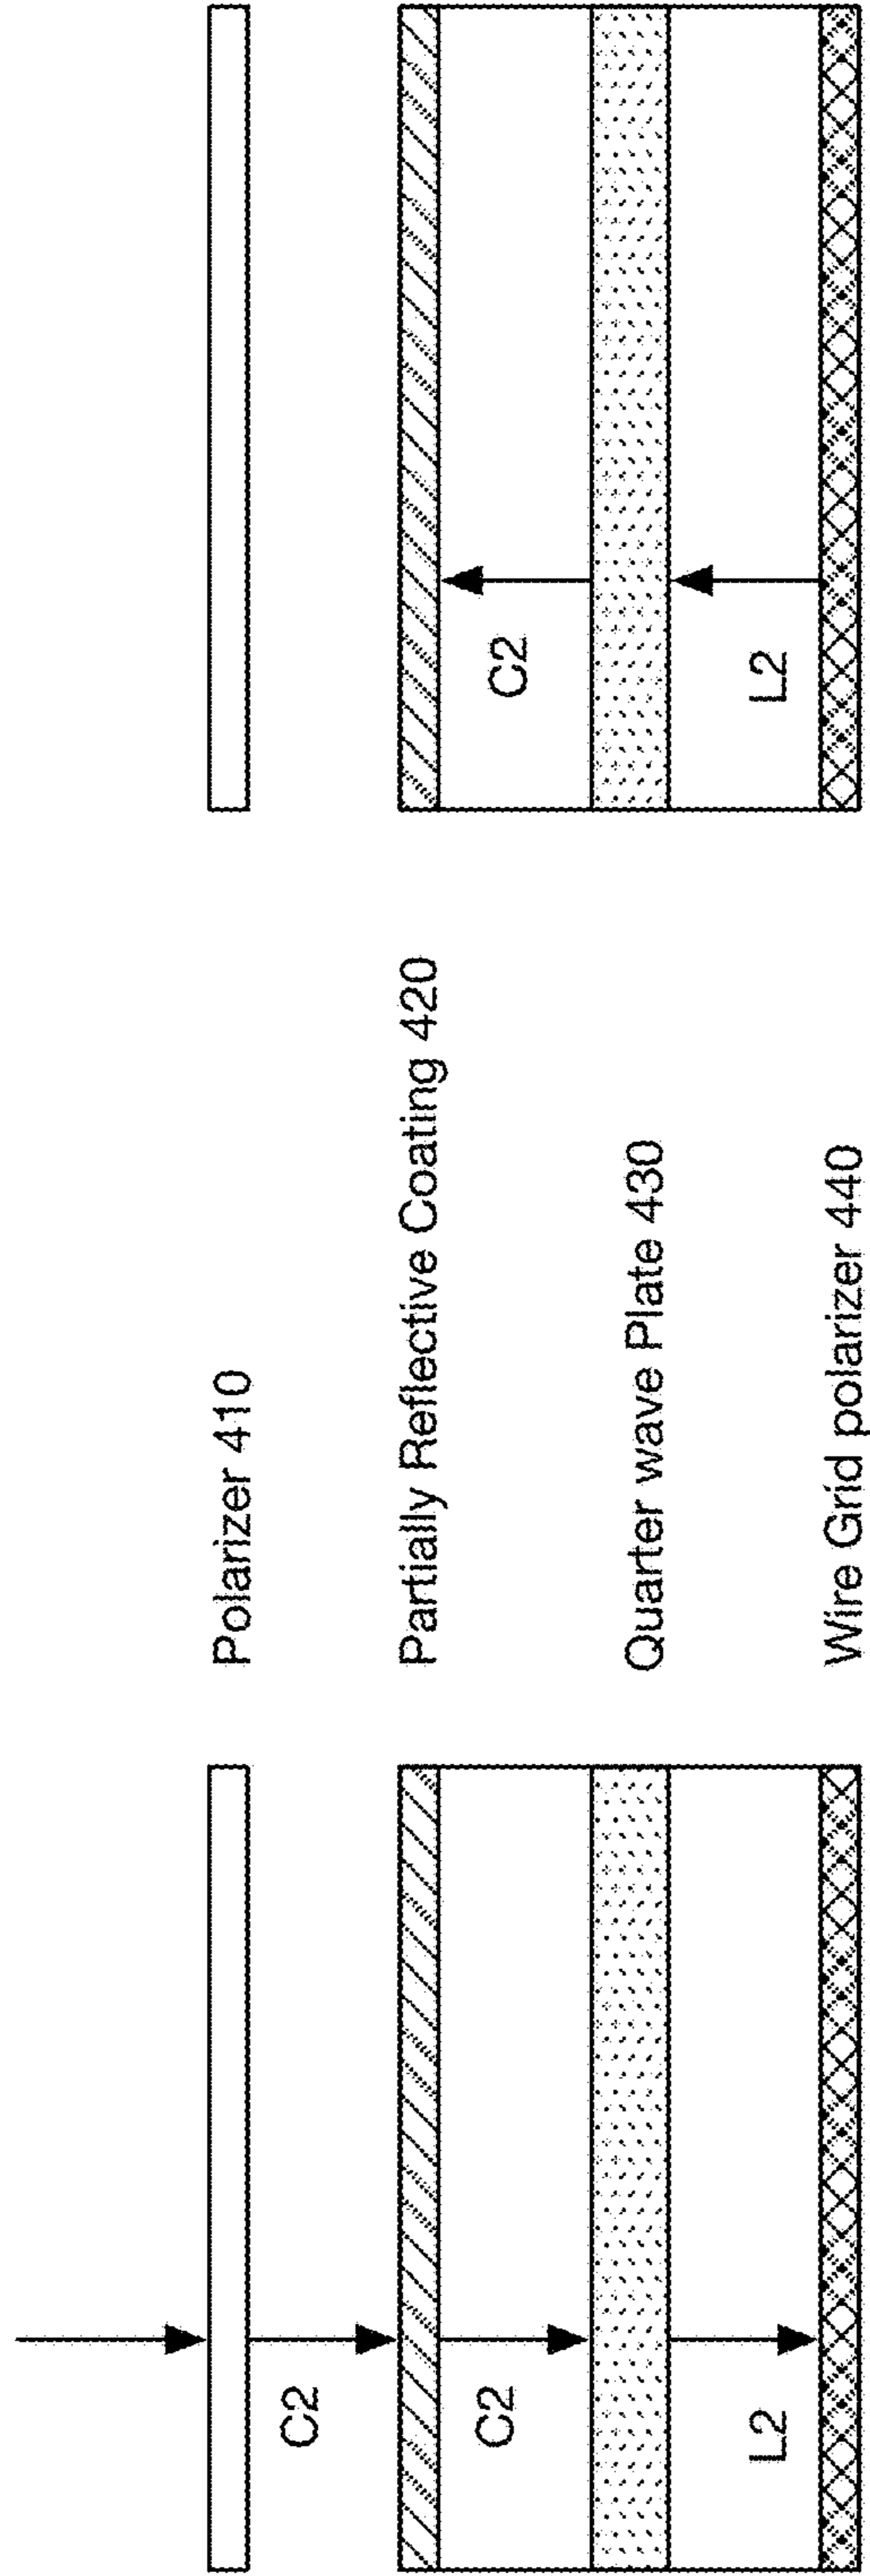 Polarizer 410
Partially Reflective Coating 420
Quarter wave Plate 430
Wire Grid polarizer 440
C2
C2
L2
C2
L2